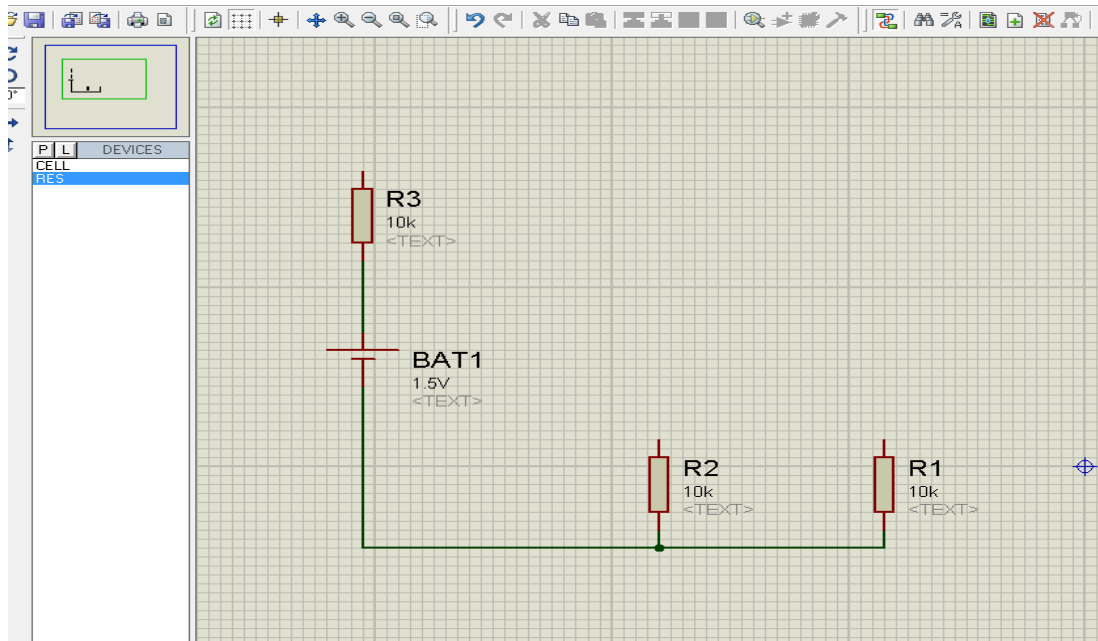 P L DEVICES
CELL
RES
R3
10k
<TEXT>
BAT1
1.5V
<TEXT>
R2
10k
<TEXT>
R1
10k
<TEXT>